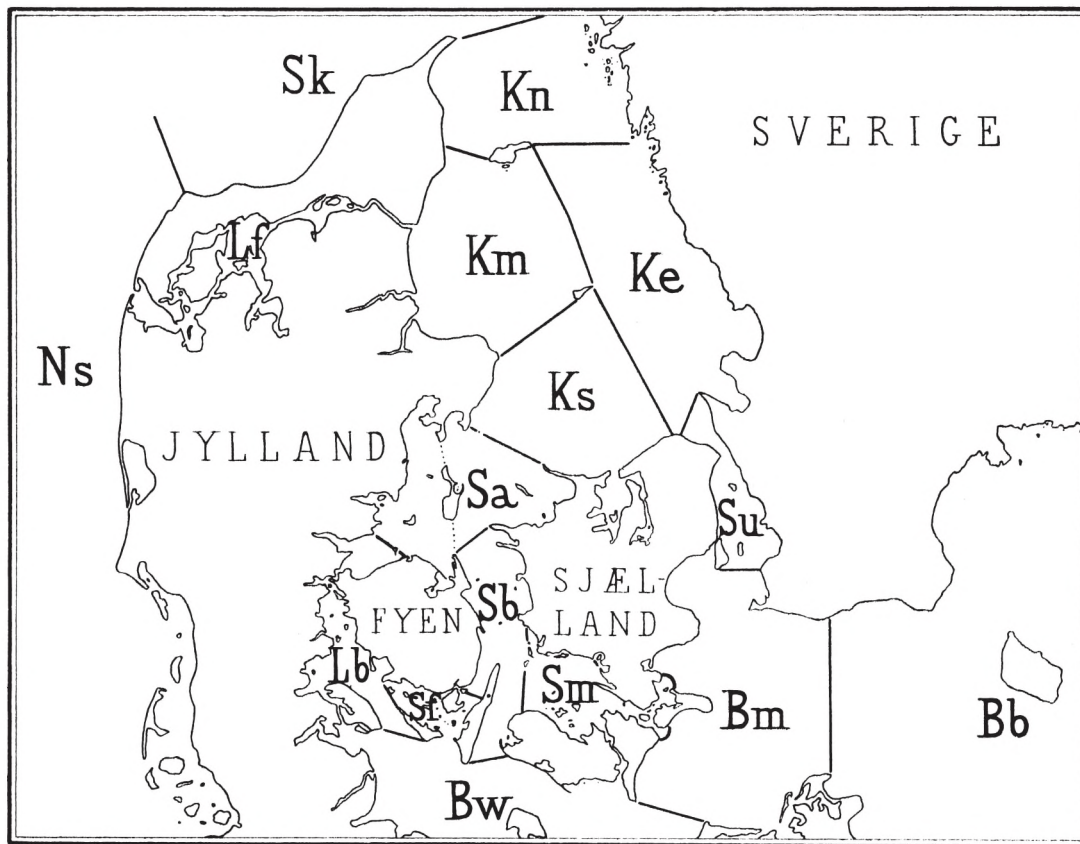 Sk
Kn
SVERIGE
Lf
Km
Ke
Ns
Ks
JYLLAND
Sa
Su
SJÆL-
LAND
Sb
FYEN
Lb
Sf
Sm
Bm
Bb
Bw